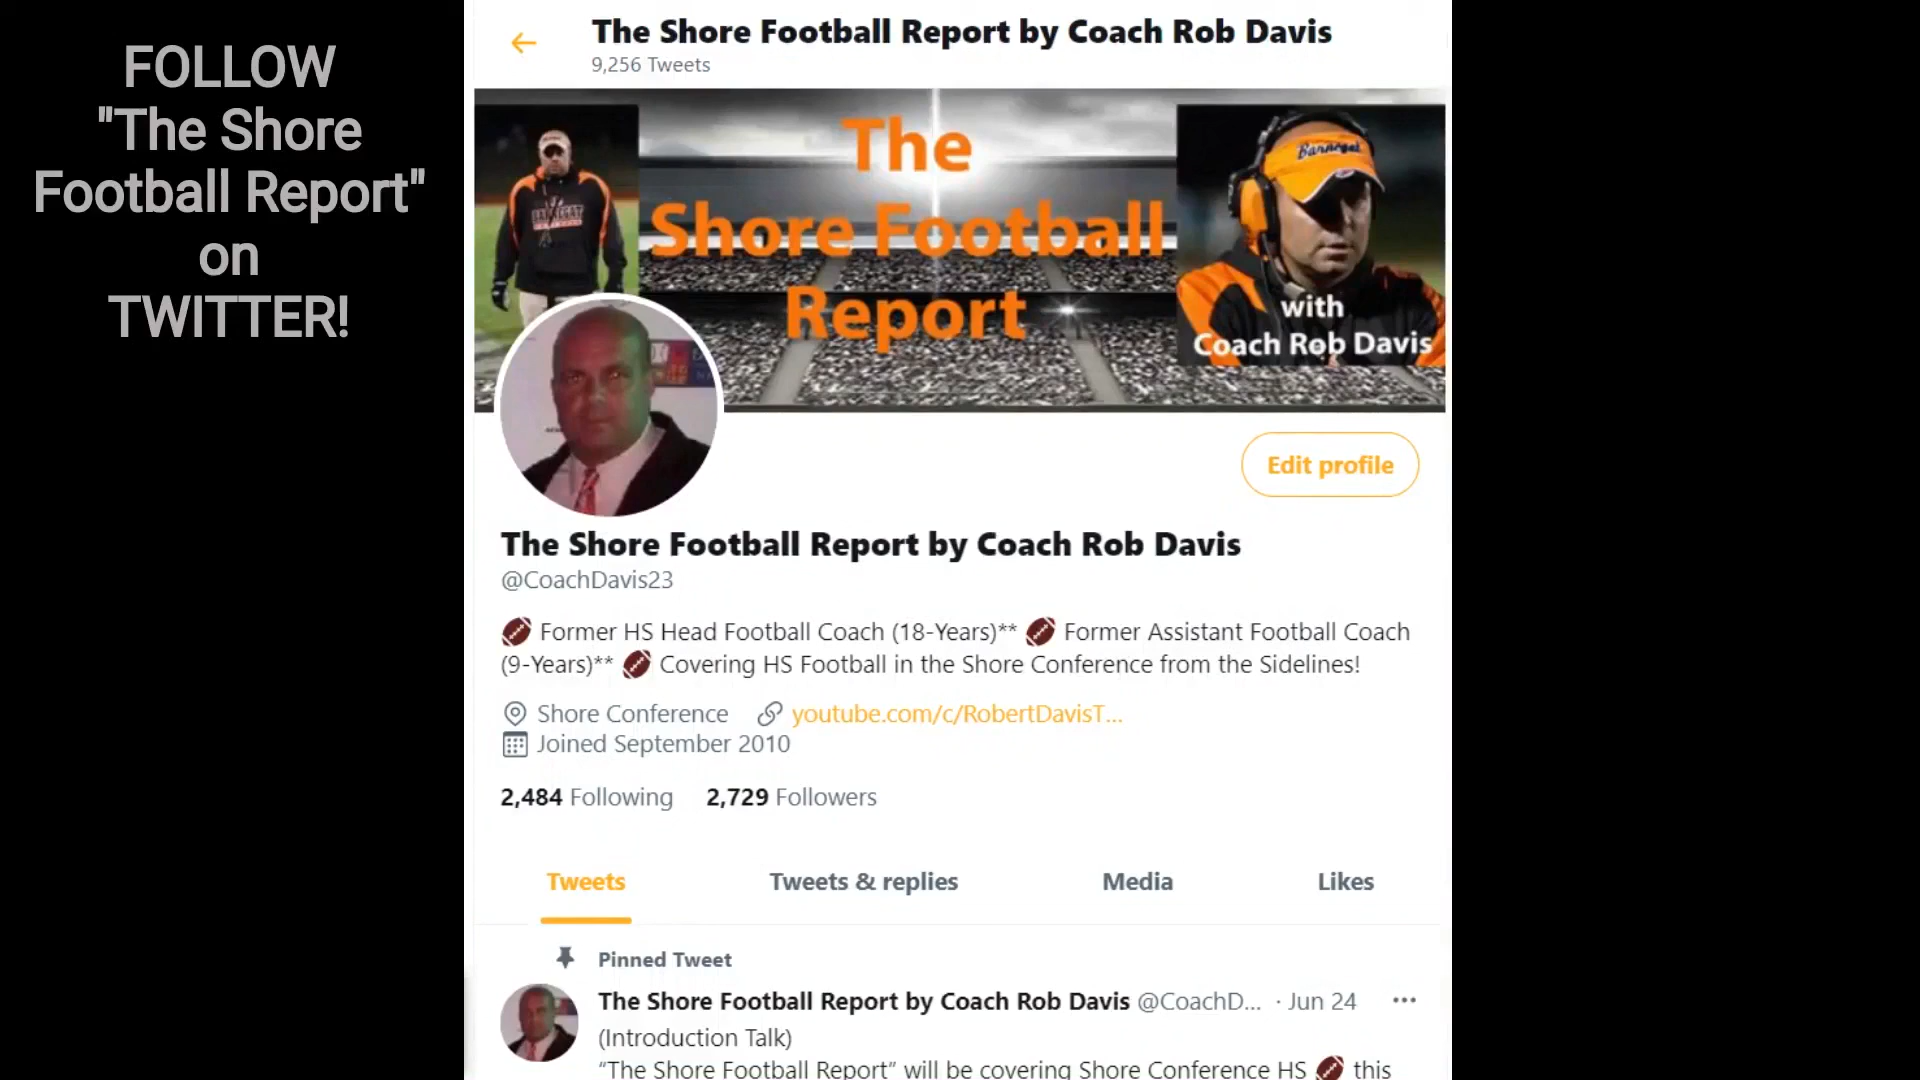 FOLLOW
"The Shore
Football Report"
on
TWITTER!
The Shore Football Report by Coach Rob Davis
9,256 Tweets
The
Shore Football
Report
Barnegat
BARNEGAT
with
Coach Rob Davis
Edit profile
The Shore Football Report by Coach Rob Davis
@CoachDavis23
🏈 Former HS Head Football Coach (18-Years)** 🏈 Former Assistant Football Coach
(9-Years)** 🏈 Covering HS Football in the Shore Conference from the Sidelines!
Shore Conference youtube.com/c/RobertDavisT...
Joined September 2010
2,484 Following 2,729 Followers
Tweets Tweets & replies Media Likes
Pinned Tweet
The Shore Football Report by Coach Rob Davis @CoachD... · Jun 24 ···
(Introduction Talk)
“The Shore Football Report” will be covering Shore Conference HS 🏈 this